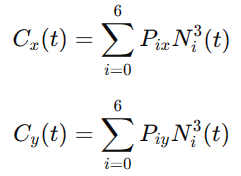 C_x(t) = \sum_{i=0}^{6} P_{ix} N_i^3(t)
C_y(t) = \sum_{i=0}^{6} P_{iy} N_i^3(t)